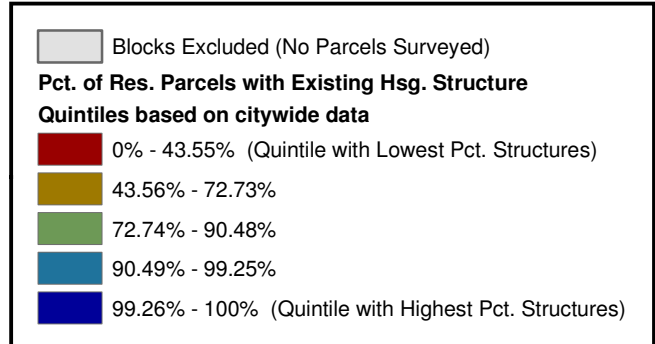 Blocks Excluded (No Parcels Surveyed)
Pct. of Res. Parcels with Existing Hsg. Structure
Quintiles based on citywide data
0% - 43.55% (Quintile with Lowest Pct. Structures)
43.56% - 72.73%
72.74% - 90.48%
90.49% - 99.25%
99.26% - 100% (Quintile with Highest Pct. Structures)